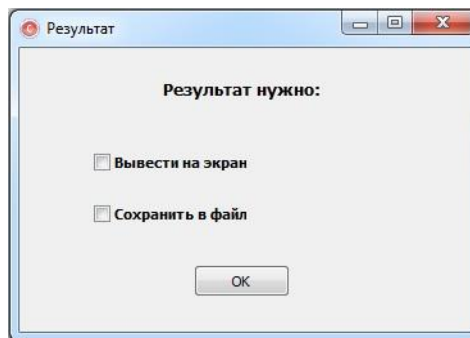 Результат
Результат нужно:
Вывести на экран
Сохранить в файл
OK